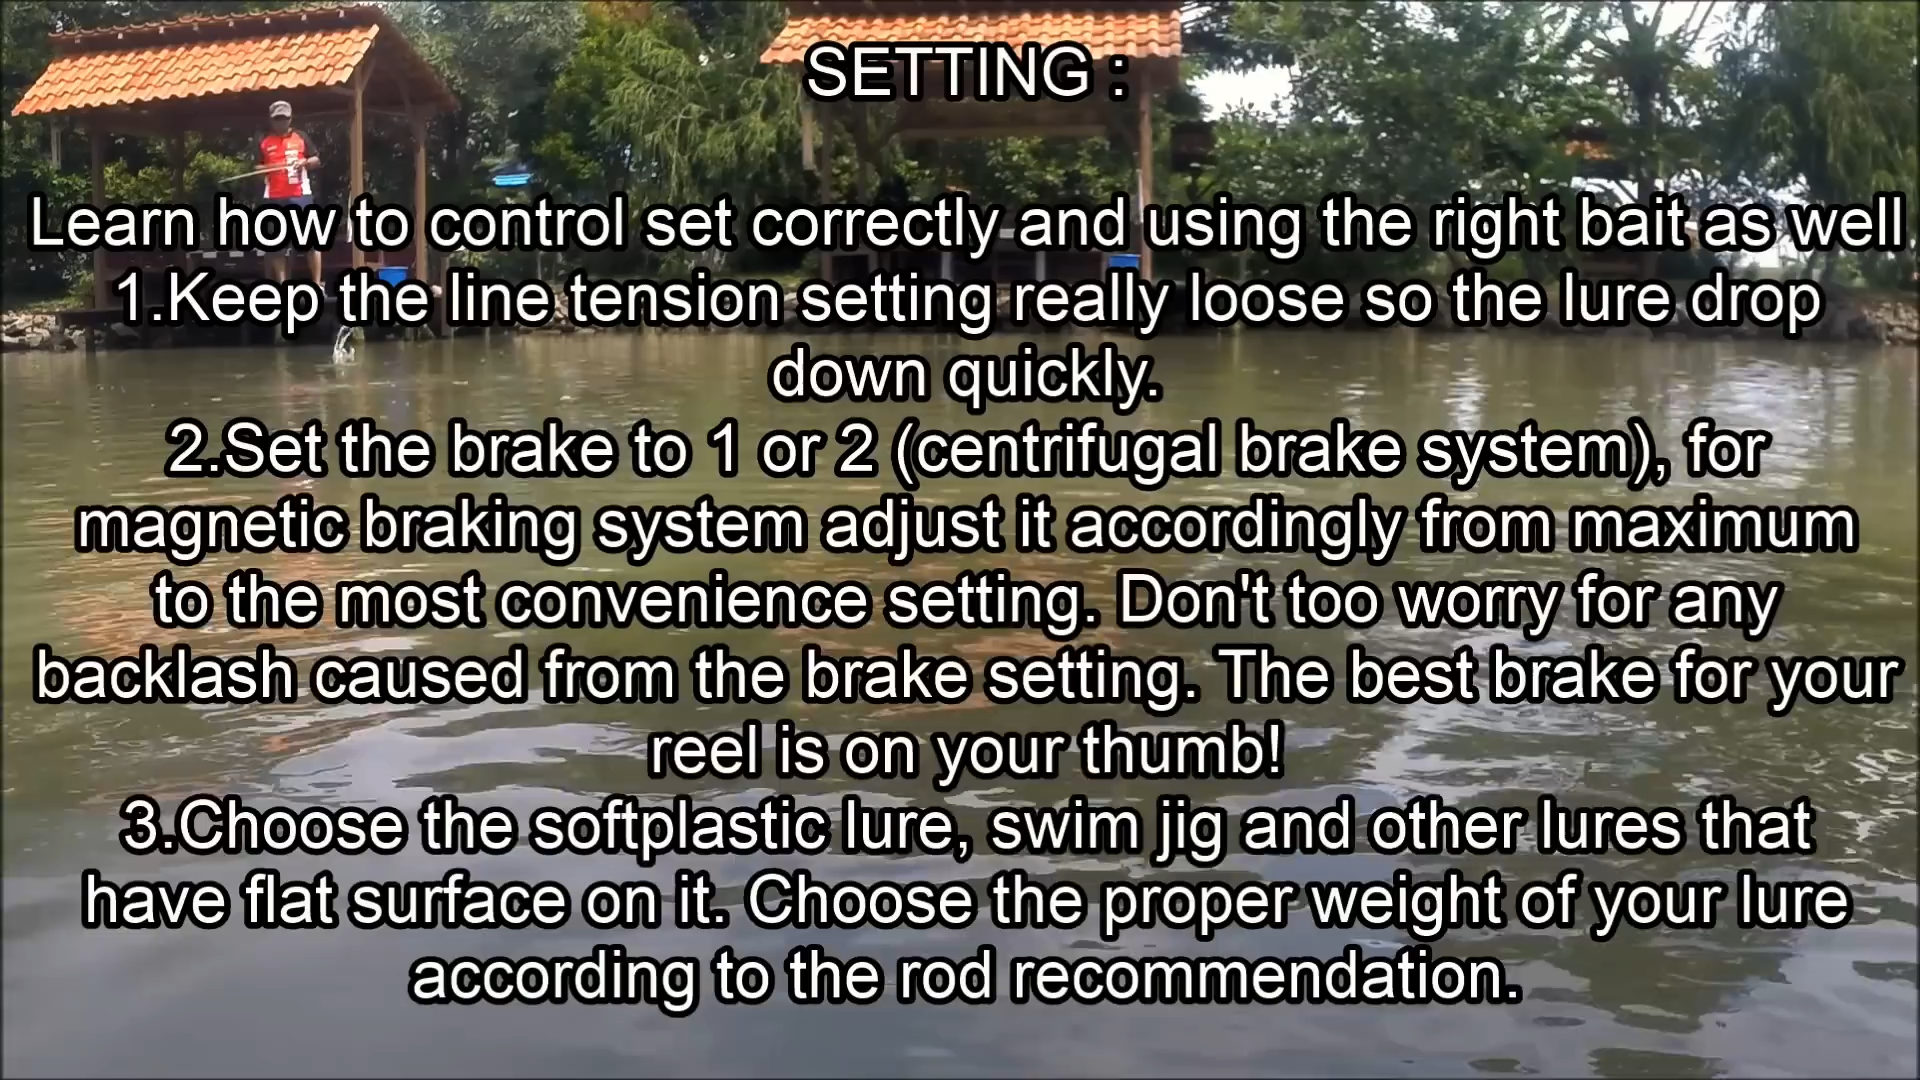 SETTING :
Learn how to control set correctly and using the right bait as well
1.Keep the line tension setting really loose so the lure drop
down quickly.
2.Set the brake to 1 or 2 (centrifugal brake system), for
magnetic braking system adjust it accordingly from maximum
to the most convenience setting. Don't too worry for any
backlash caused from the brake setting. The best brake for your
reel is on your thumb!
3.Choose the softplastic lure, swim jig and other lures that
have flat surface on it. Choose the proper weight of your lure
according to the rod recommendation.